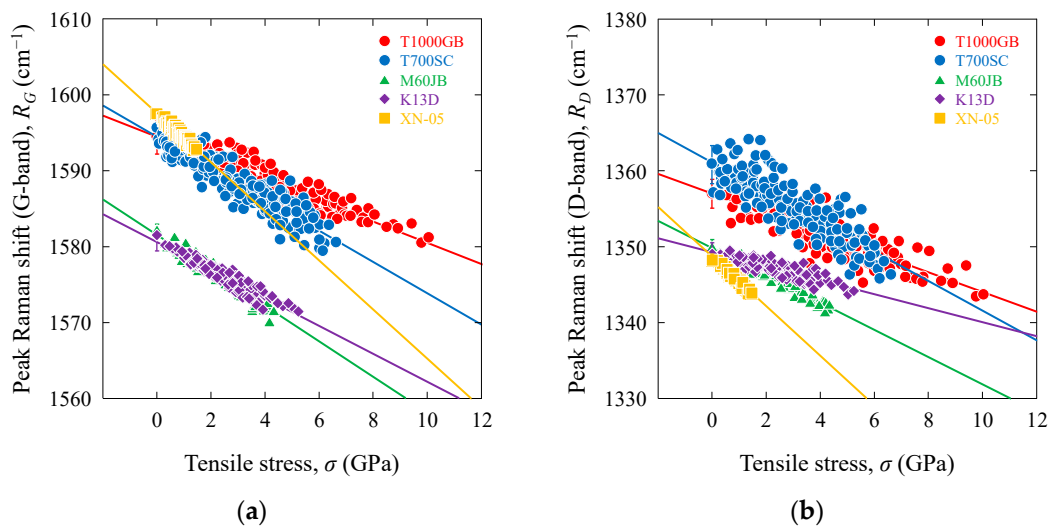 Peak Raman shift (G-band), R_G (cm⁻¹)
1610
1600
1590
1580
1570
1560
T1000GB
T700SC
M60JB
K13D
XN-05
0 2 4 6 8 10 12
Tensile stress, σ (GPa)
(a)
Peak Raman shift (D-band), R_D (cm⁻¹)
1380
1370
1360
1350
1340
1330
T1000GB
T700SC
M60JB
K13D
XN-05
0 2 4 6 8 10 12
Tensile stress, σ (GPa)
(b)